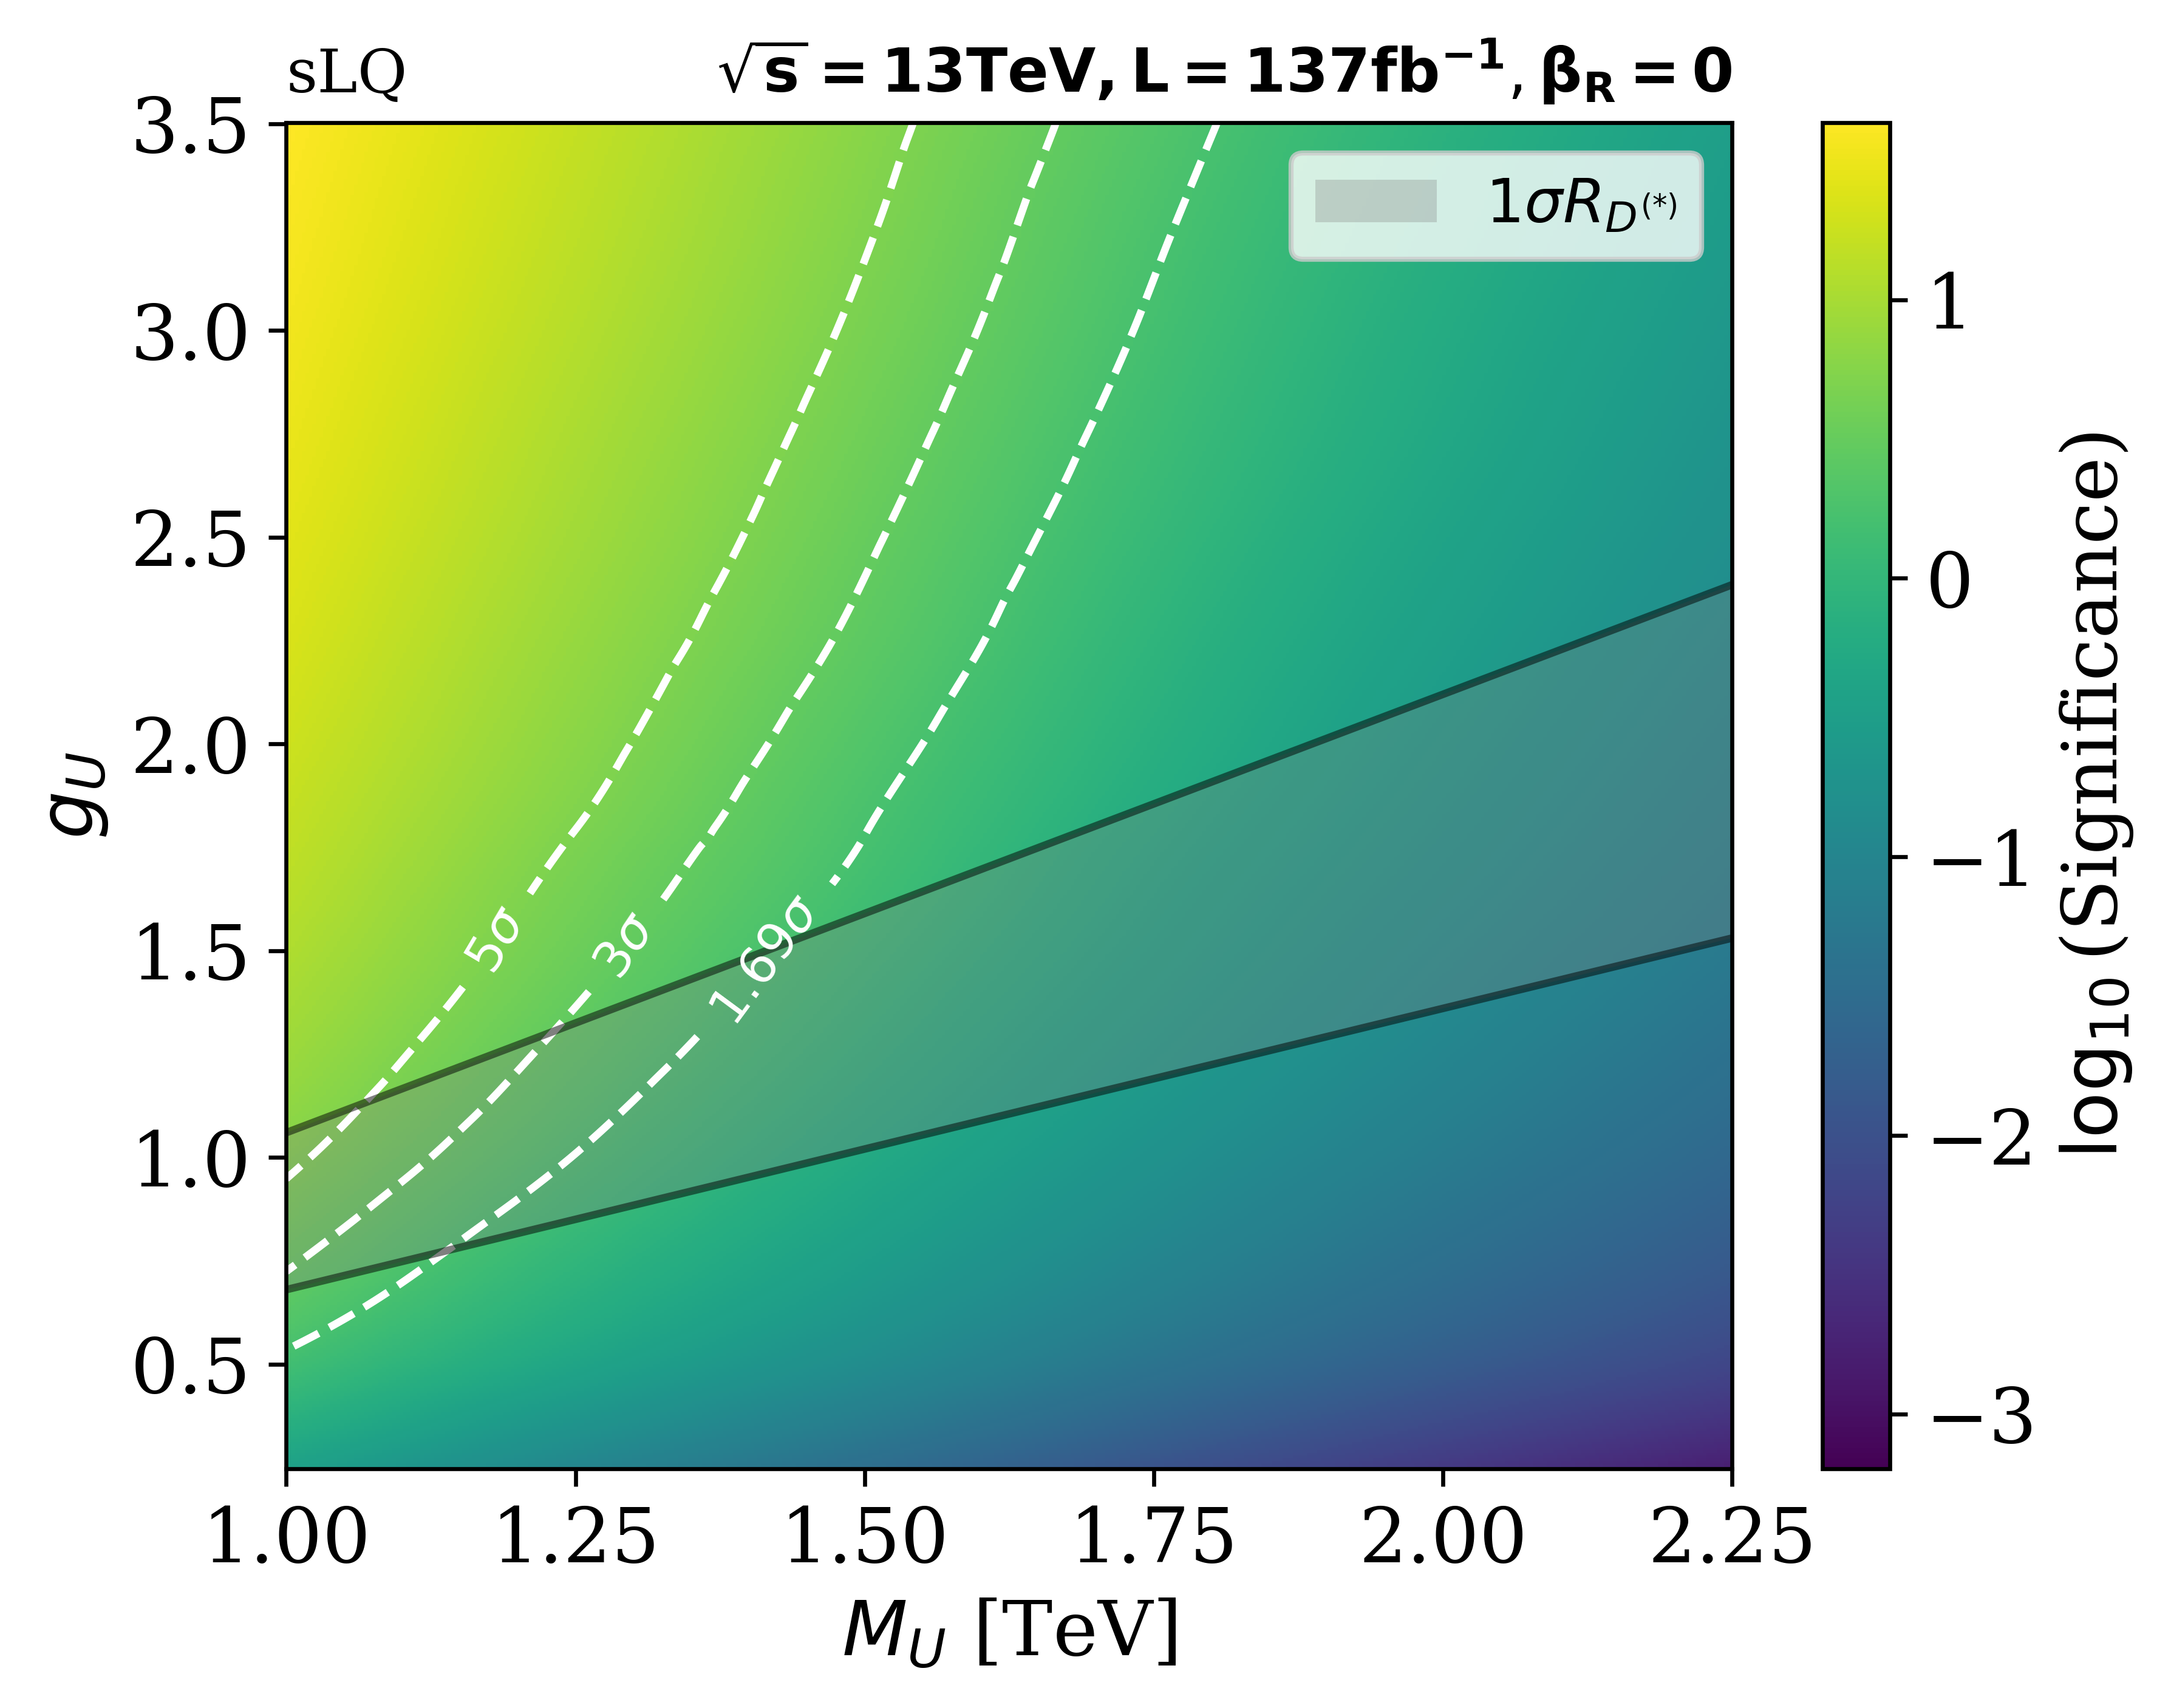 sLQ
√s = 13TeV, L = 137fb⁻¹, β_R = 0
1σR_D(*)
3.5
3.0
2.5
2.0
1.5
1.0
0.5
g_U
5σ
3σ
1.69σ
1.00
1.25
1.50
1.75
2.00
2.25
M_U [TeV]
1
0
−1
−2
−3
log₁₀ (Significance)